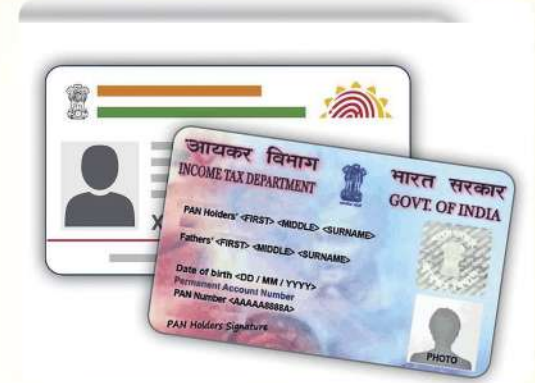 आयकर विभाग
INCOME TAX DEPARTMENT
भारत सरकार
GOVT. OF INDIA
PAN Holders' <FIRST> <MIDDLE> <SURNAME>
Fathers' <FIRST> <MIDDLE> <SURNAME>
Date of birth <DD / MM / YYYY>
Permanent Account Number
PAN Number <AAAAA8888A>
PAN Holders Signature
PHOTO
X